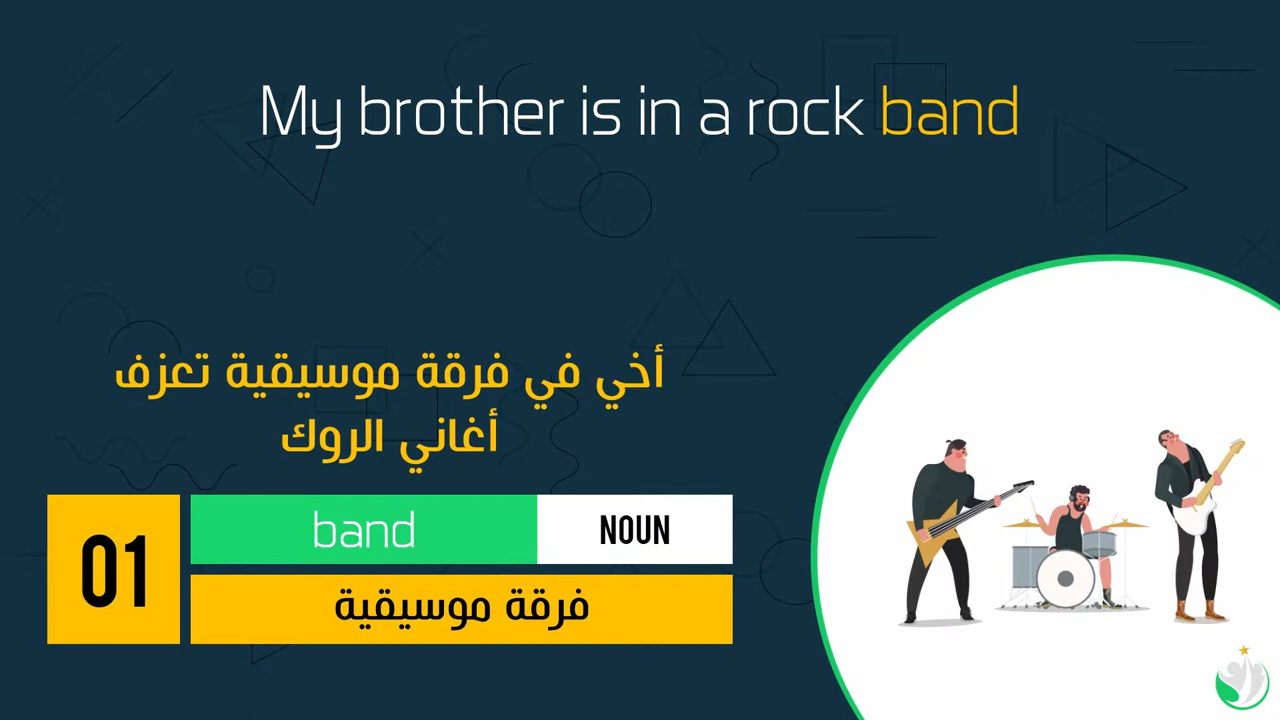 My brother is in a rock band
أخي في فرقة موسيقية تعزف
أغاني الروك
01
band
NOUN
فرقة موسيقية